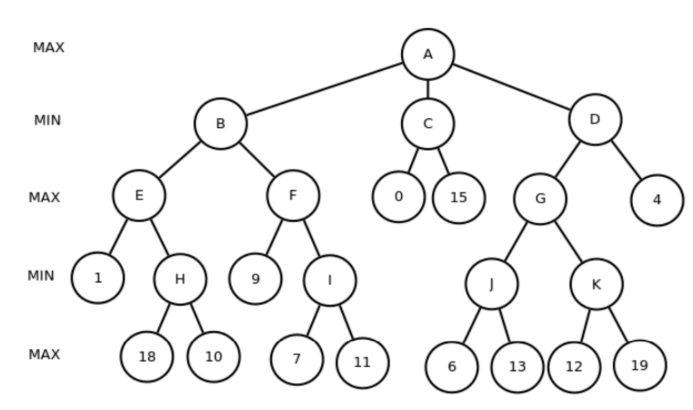 MAX A
MIN B C D
MAX E F 0 15 G 4
MIN 1 H 9 I J K
MAX 18 10 7 11 6 13 12 19